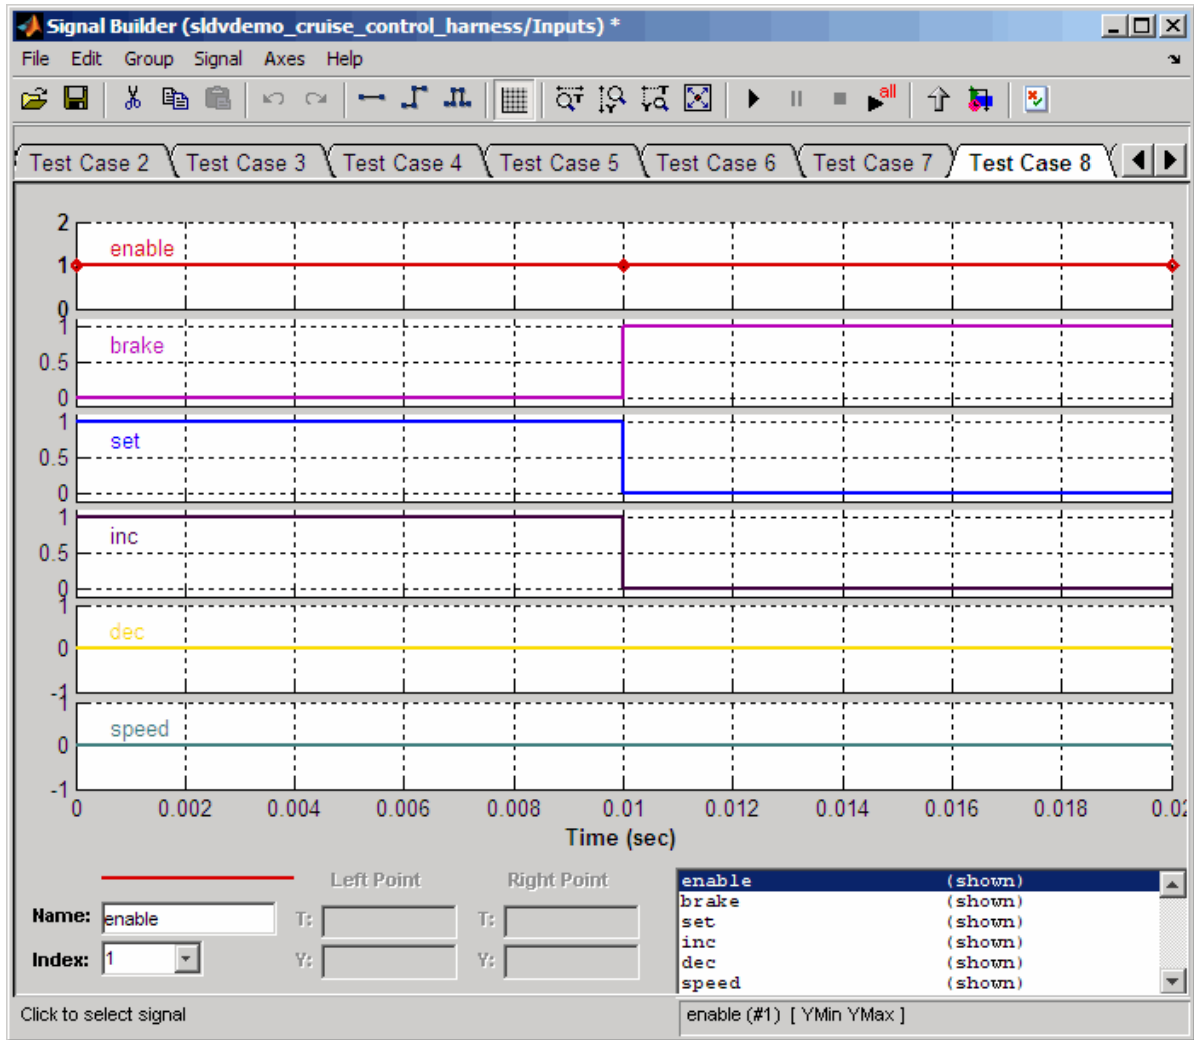 Signal Builder (sldvdemo_cruise_control_harness/Inputs) *
File Edit Group Signal Axes Help
all
Test Case 2 Test Case 3 Test Case 4 Test Case 5 Test Case 6 Test Case 7 Test Case 8
2
enable
1
0
1
brake
0.5
0
1
set
0.5
0
1
inc
0.5
0
1
dec
0
-1
1
speed
0
-1
0 0.002 0.004 0.006 0.008 0.01 0.012 0.014 0.016 0.018 0.02
Time (sec)
Left Point Right Point
Name: enable T: T:
Index: 1 Y: Y:
enable (shown)
brake (shown)
set (shown)
inc (shown)
dec (shown)
speed (shown)
Click to select signal
enable (#1) [ YMin YMax ]